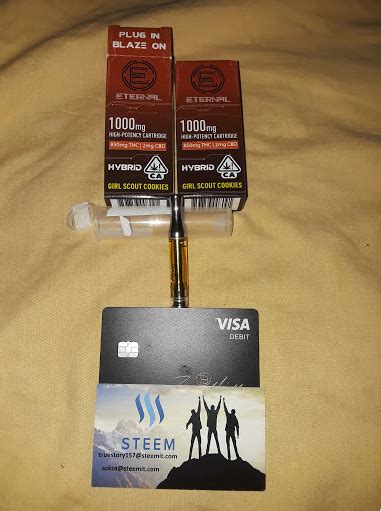 PLUG IN
BLAZE ON
ETERNAL
1000mg
HIGH-POTENCY CARTRIDGE
850mg THC | 2mg CBD
HYBRID
CA
GIRL SCOUT COOKIES
ETERNAL
1000mg
HIGH-POTENCY CARTRIDGE
850mg THC | 2mg CBD
HYBRID
CA
GIRL SCOUT COOKIES
VISA
DEBIT
STEEM
truestory157@steemit.com
ackza@steemit.com